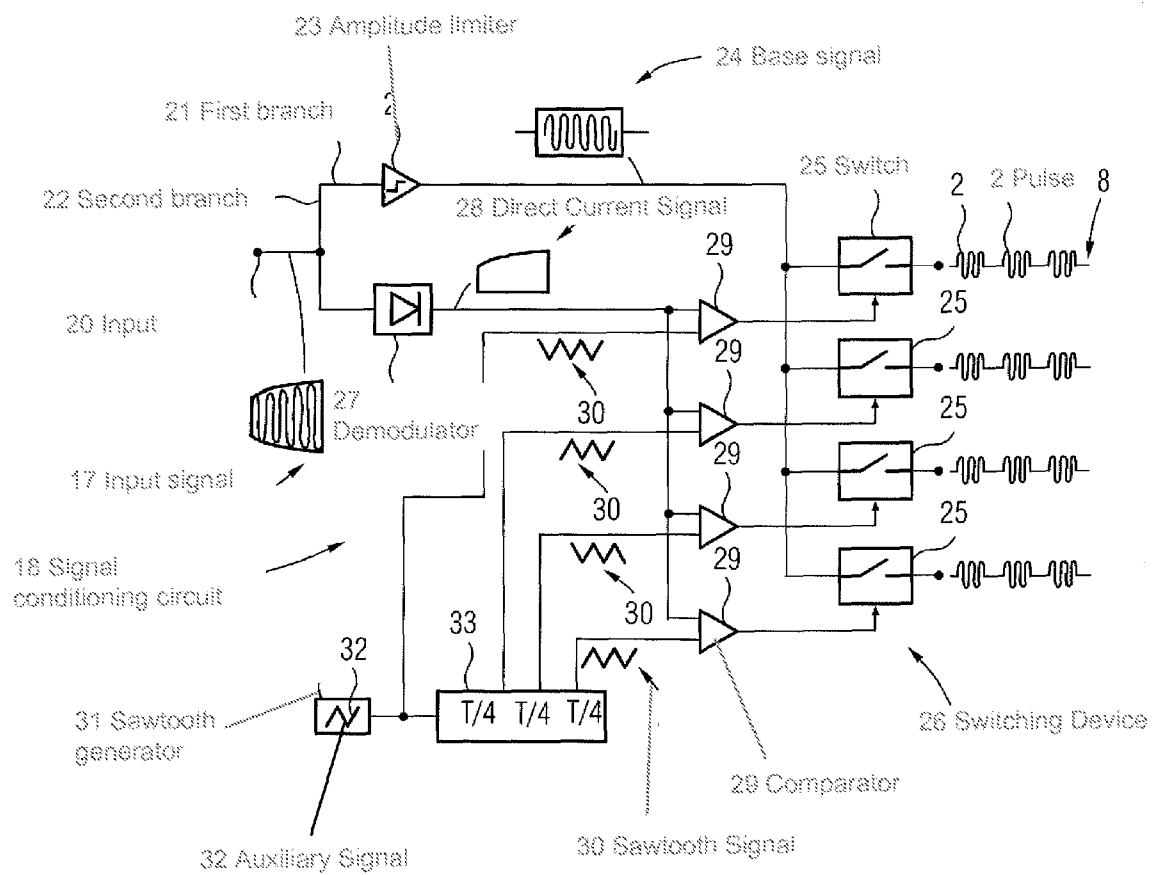 23 Amplitude limiter
24 Base signal
21 First branch
2
25 Switch
22 Second branch
28 Direct Current Signal
2
2 Pulse
8
29
20 Input
25
29
30
27
Demodulator
25
29
17 Input signal
30
25
29
18 Signal
conditioning circuit
30
33
32
T/4 T/4 T/4
31 Sawtooth
generator
26 Switching Device
29 Comparator
30 Sawtooth Signal
32 Auxiliary Signal